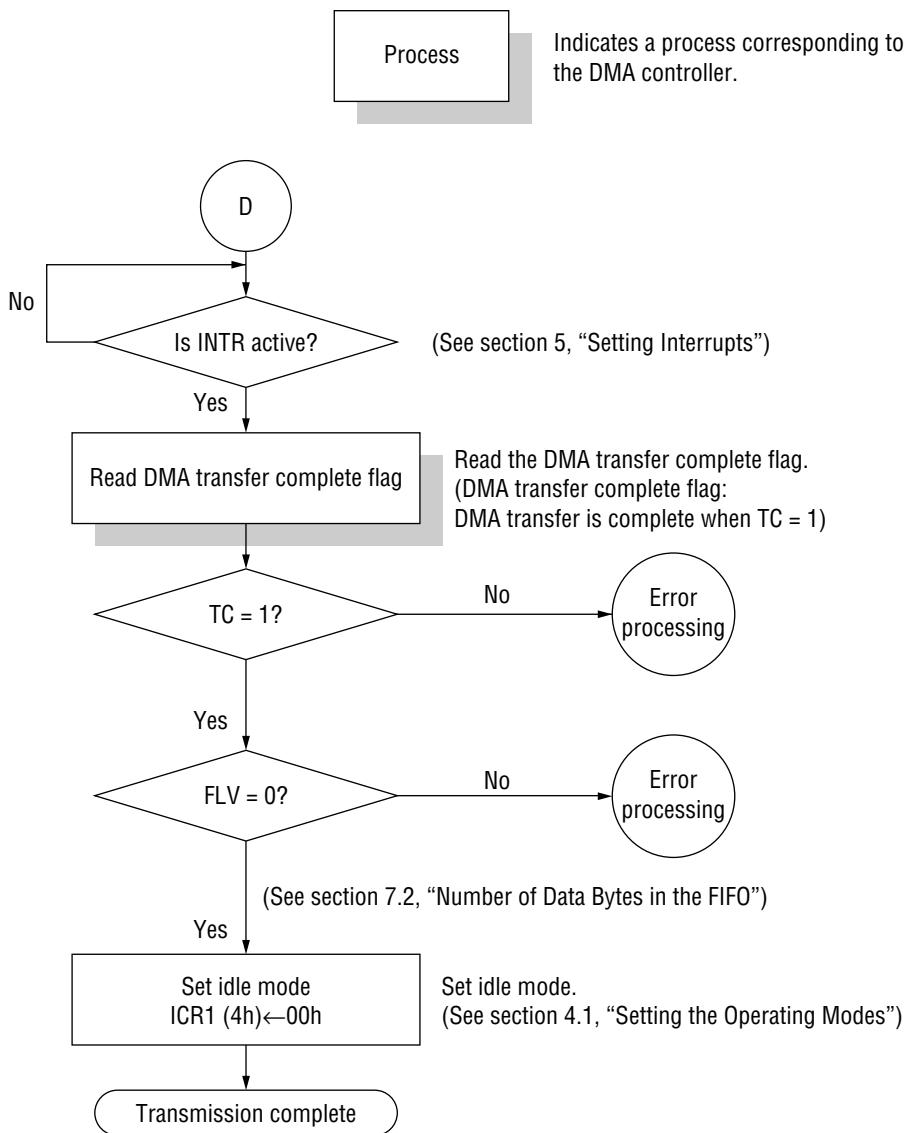 Process
Indicates a process corresponding to
the DMA controller.
D
No
Is INTR active?
(See section 5, “Setting Interrupts”)
Yes
Read DMA transfer complete flag
Read the DMA transfer complete flag.
(DMA transfer complete flag:
DMA transfer is complete when TC = 1)
TC = 1?
No
Error
processing
Yes
FLV = 0?
No
Error
processing
(See section 7.2, “Number of Data Bytes in the FIFO”)
Yes
Set idle mode
ICR1 (4h)←00h
Set idle mode.
(See section 4.1, “Setting the Operating Modes”)
Transmission complete